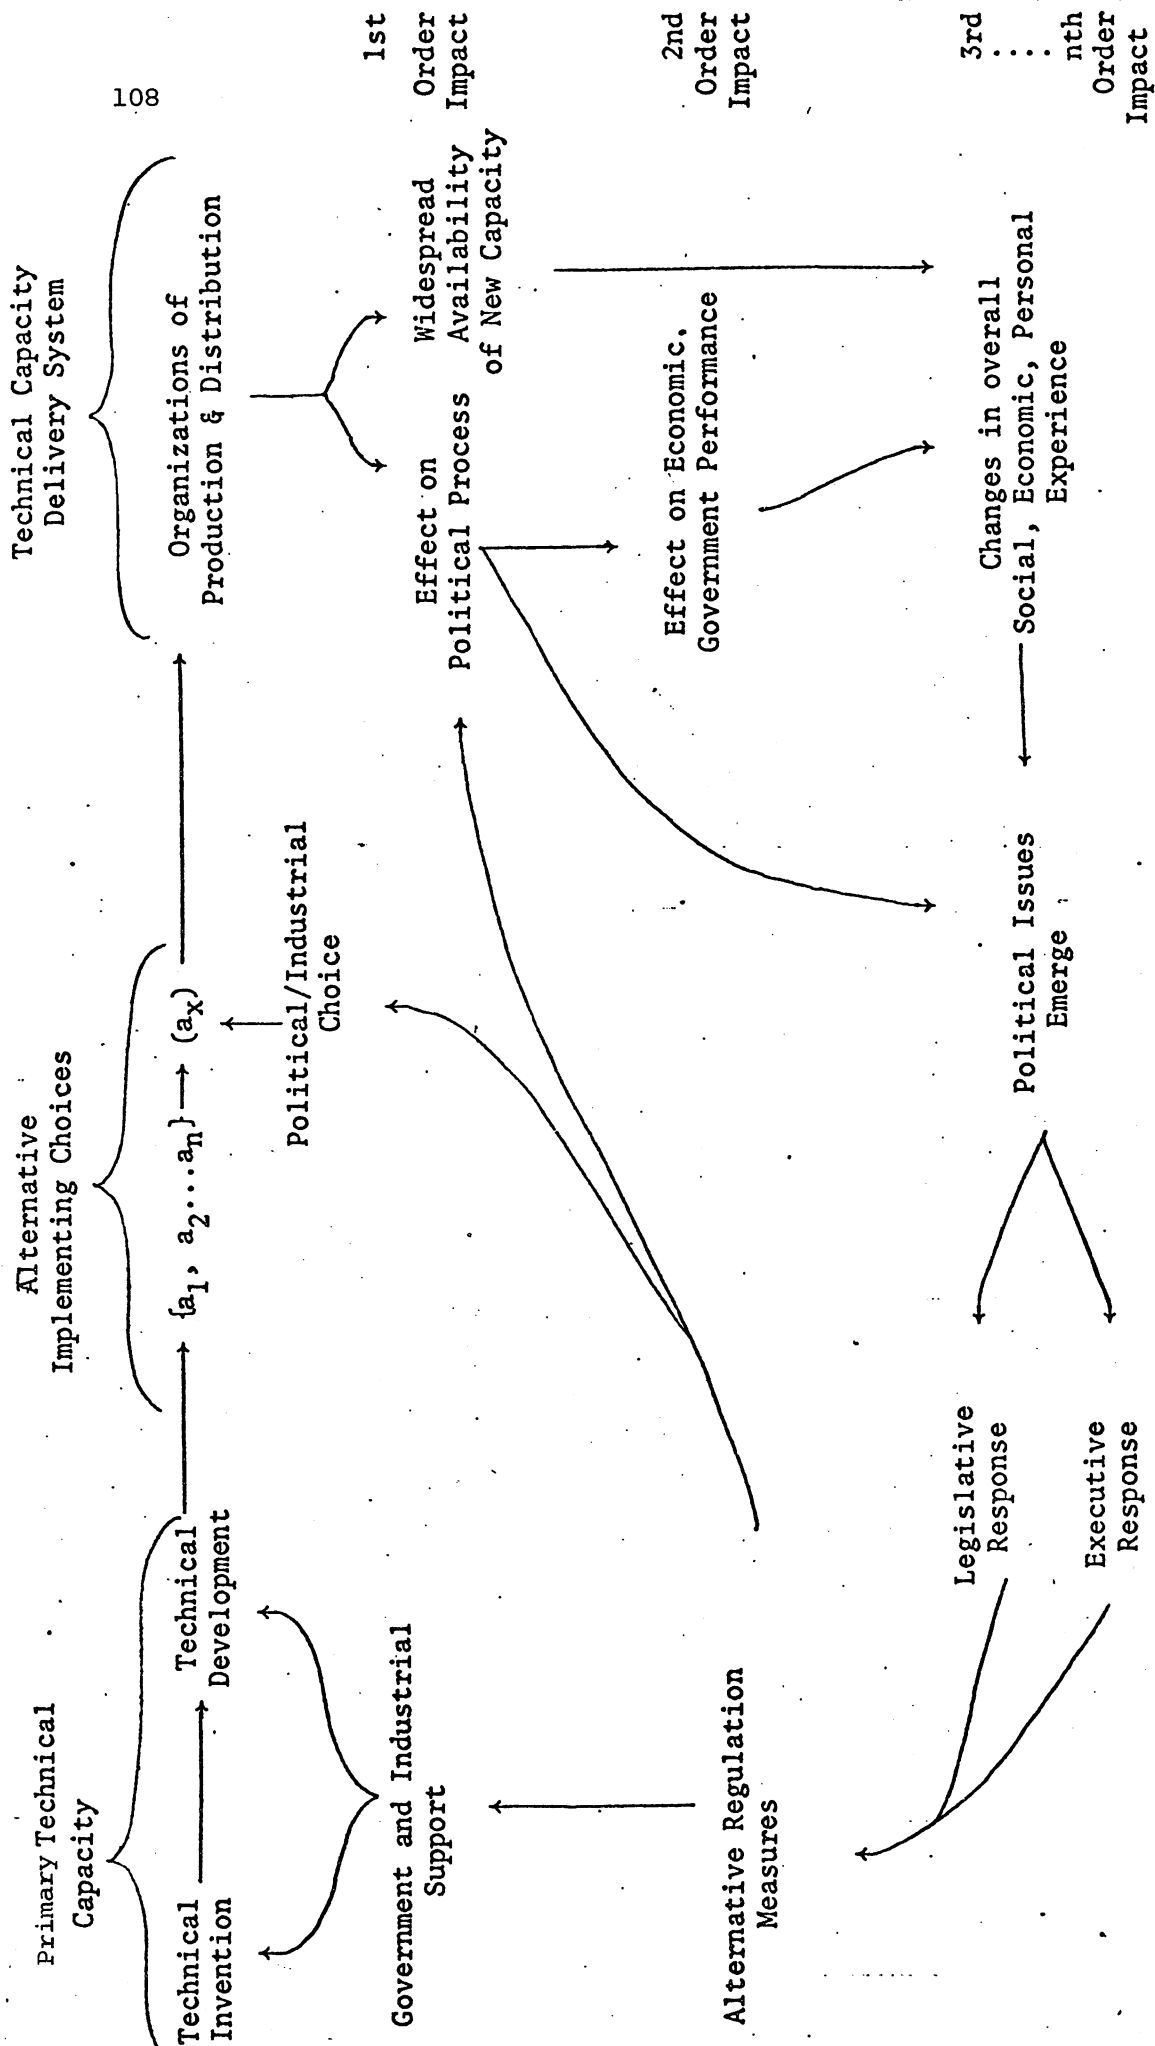 108
Primary Technical
Capacity
Alternative
Implementing Choices
Technical Capacity
Delivery System
Technical
Invention
Technical
Development
{a1, a2...an} (ax)
Organizations of
Production & Distribution
Government and Industrial
Support
Political/Industrial
Choice
Effect on
Political Process
Widespread
Availability
of New Capacity
1st
Order
Impact
Alternative Regulation
Measures
Effect on Economic,
Government Performance
2nd
Order
Impact
Legislative
Response
Executive
Response
Political Issues
Emerge
Changes in overall
Social, Economic, Personal
Experience
3rd
nth
Order
Impact